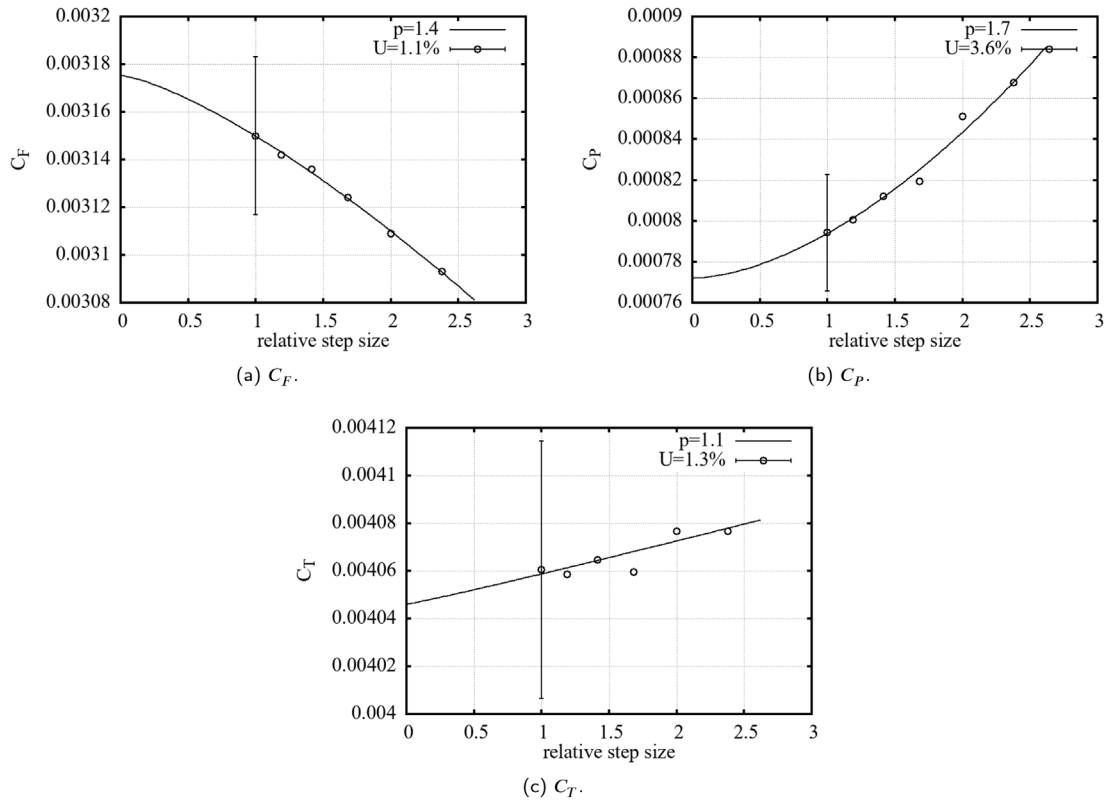 0.0032
0.00318
0.00316
0.00314
0.00312
0.0031
0.00308
C_F
p=1.4
U=1.1%
0 0.5 1 1.5 2 2.5 3
relative step size
(a) C_F.
0.0009
0.00088
0.00086
0.00084
0.00082
0.0008
0.00078
0.00076
C_P
p=1.7
U=3.6%
0 0.5 1 1.5 2 2.5 3
relative step size
(b) C_P.
0.00412
0.0041
0.00408
0.00406
0.00404
0.00402
0.004
C_T
p=1.1
U=1.3%
0 0.5 1 1.5 2 2.5 3
relative step size
(c) C_T.